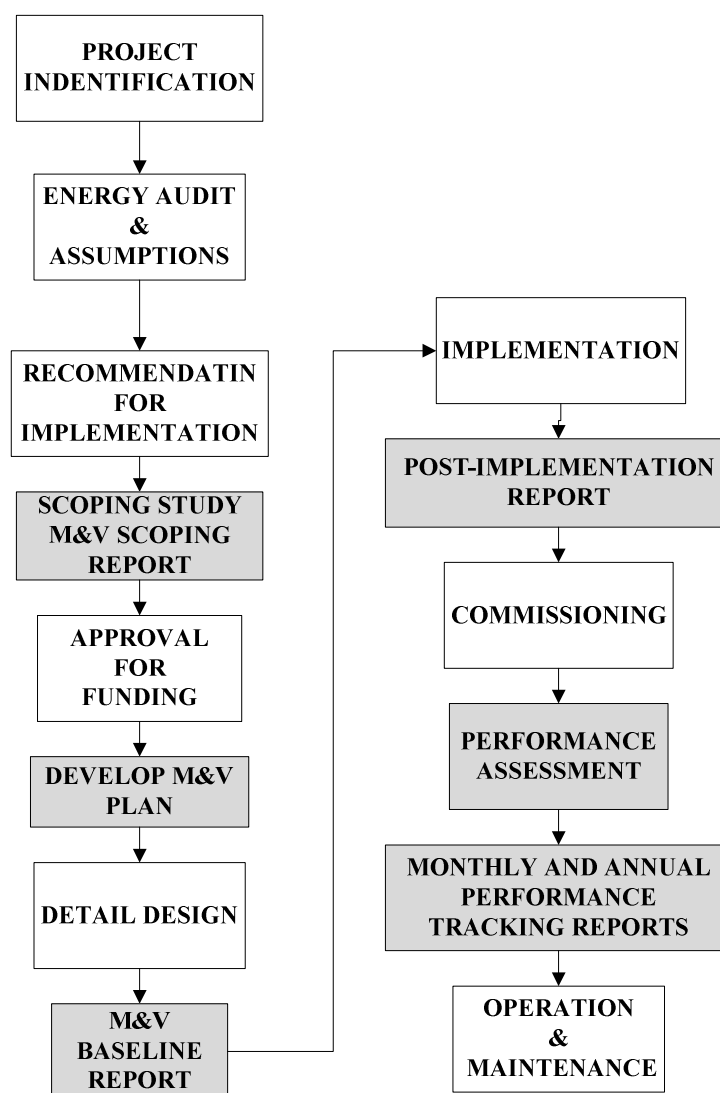 PROJECT
INDENTIFICATION
ENERGY AUDIT
&
ASSUMPTIONS
RECOMMENDATIN
FOR
IMPLEMENTATION
SCOPING STUDY
M&V SCOPING
REPORT
APPROVAL
FOR
FUNDING
DEVELOP M&V
PLAN
DETAIL DESIGN
M&V
BASELINE
REPORT
IMPLEMENTATION
POST-IMPLEMENTATION
REPORT
COMMISSIONING
PERFORMANCE
ASSESSMENT
MONTHLY AND ANNUAL
PERFORMANCE
TRACKING REPORTS
OPERATION
&
MAINTENANCE